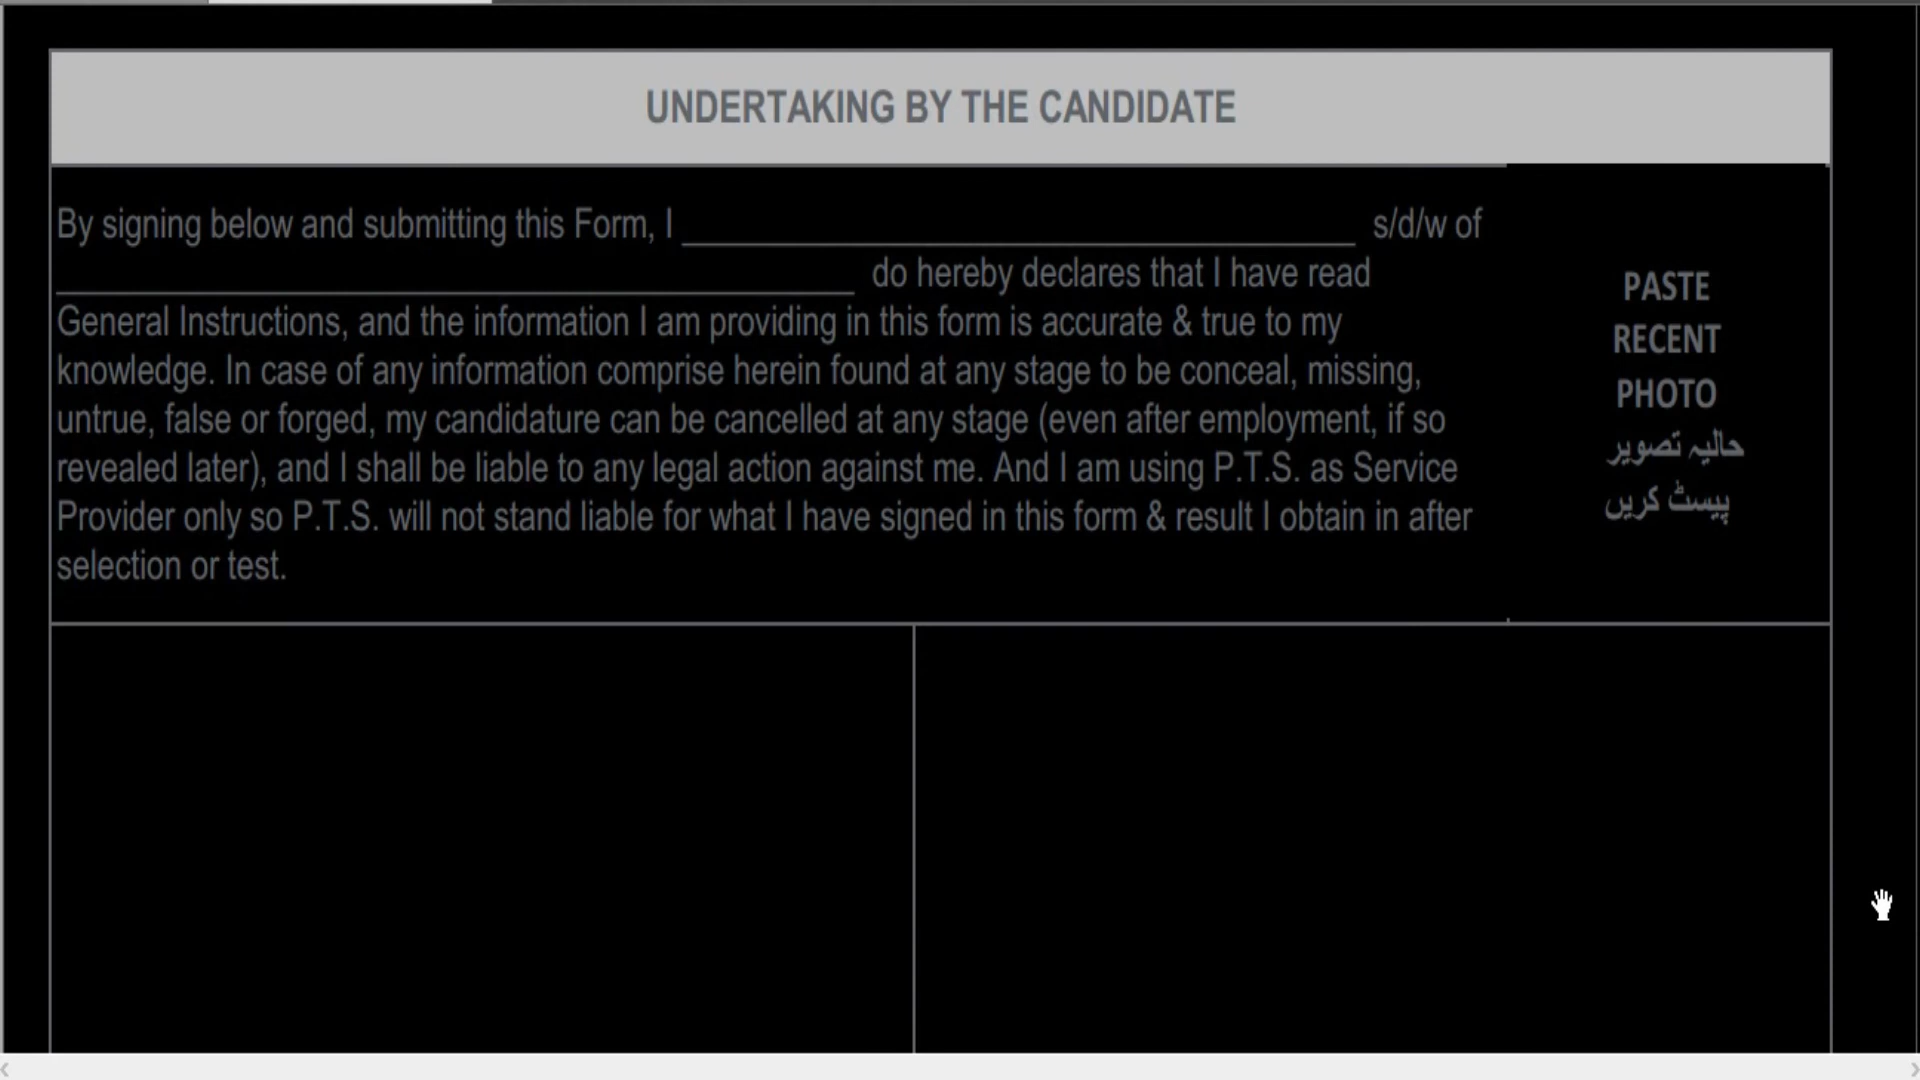 UNDERTAKING BY THE CANDIDATE
By signing below and submitting this Form, I ________________________________ s/d/w of
______________________________________ do hereby declares that I have read
General Instructions, and the information I am providing in this form is accurate & true to my
knowledge. In case of any information comprise herein found at any stage to be conceal, missing,
untrue, false or forged, my candidature can be cancelled at any stage (even after employment, if so
revealed later), and I shall be liable to any legal action against me. And I am using P.T.S. as Service
Provider only so P.T.S. will not stand liable for what I have signed in this form & result I obtain in after
selection or test.
PASTE
RECENT
PHOTO
حالیہ تصویر
پیسٹ کریں